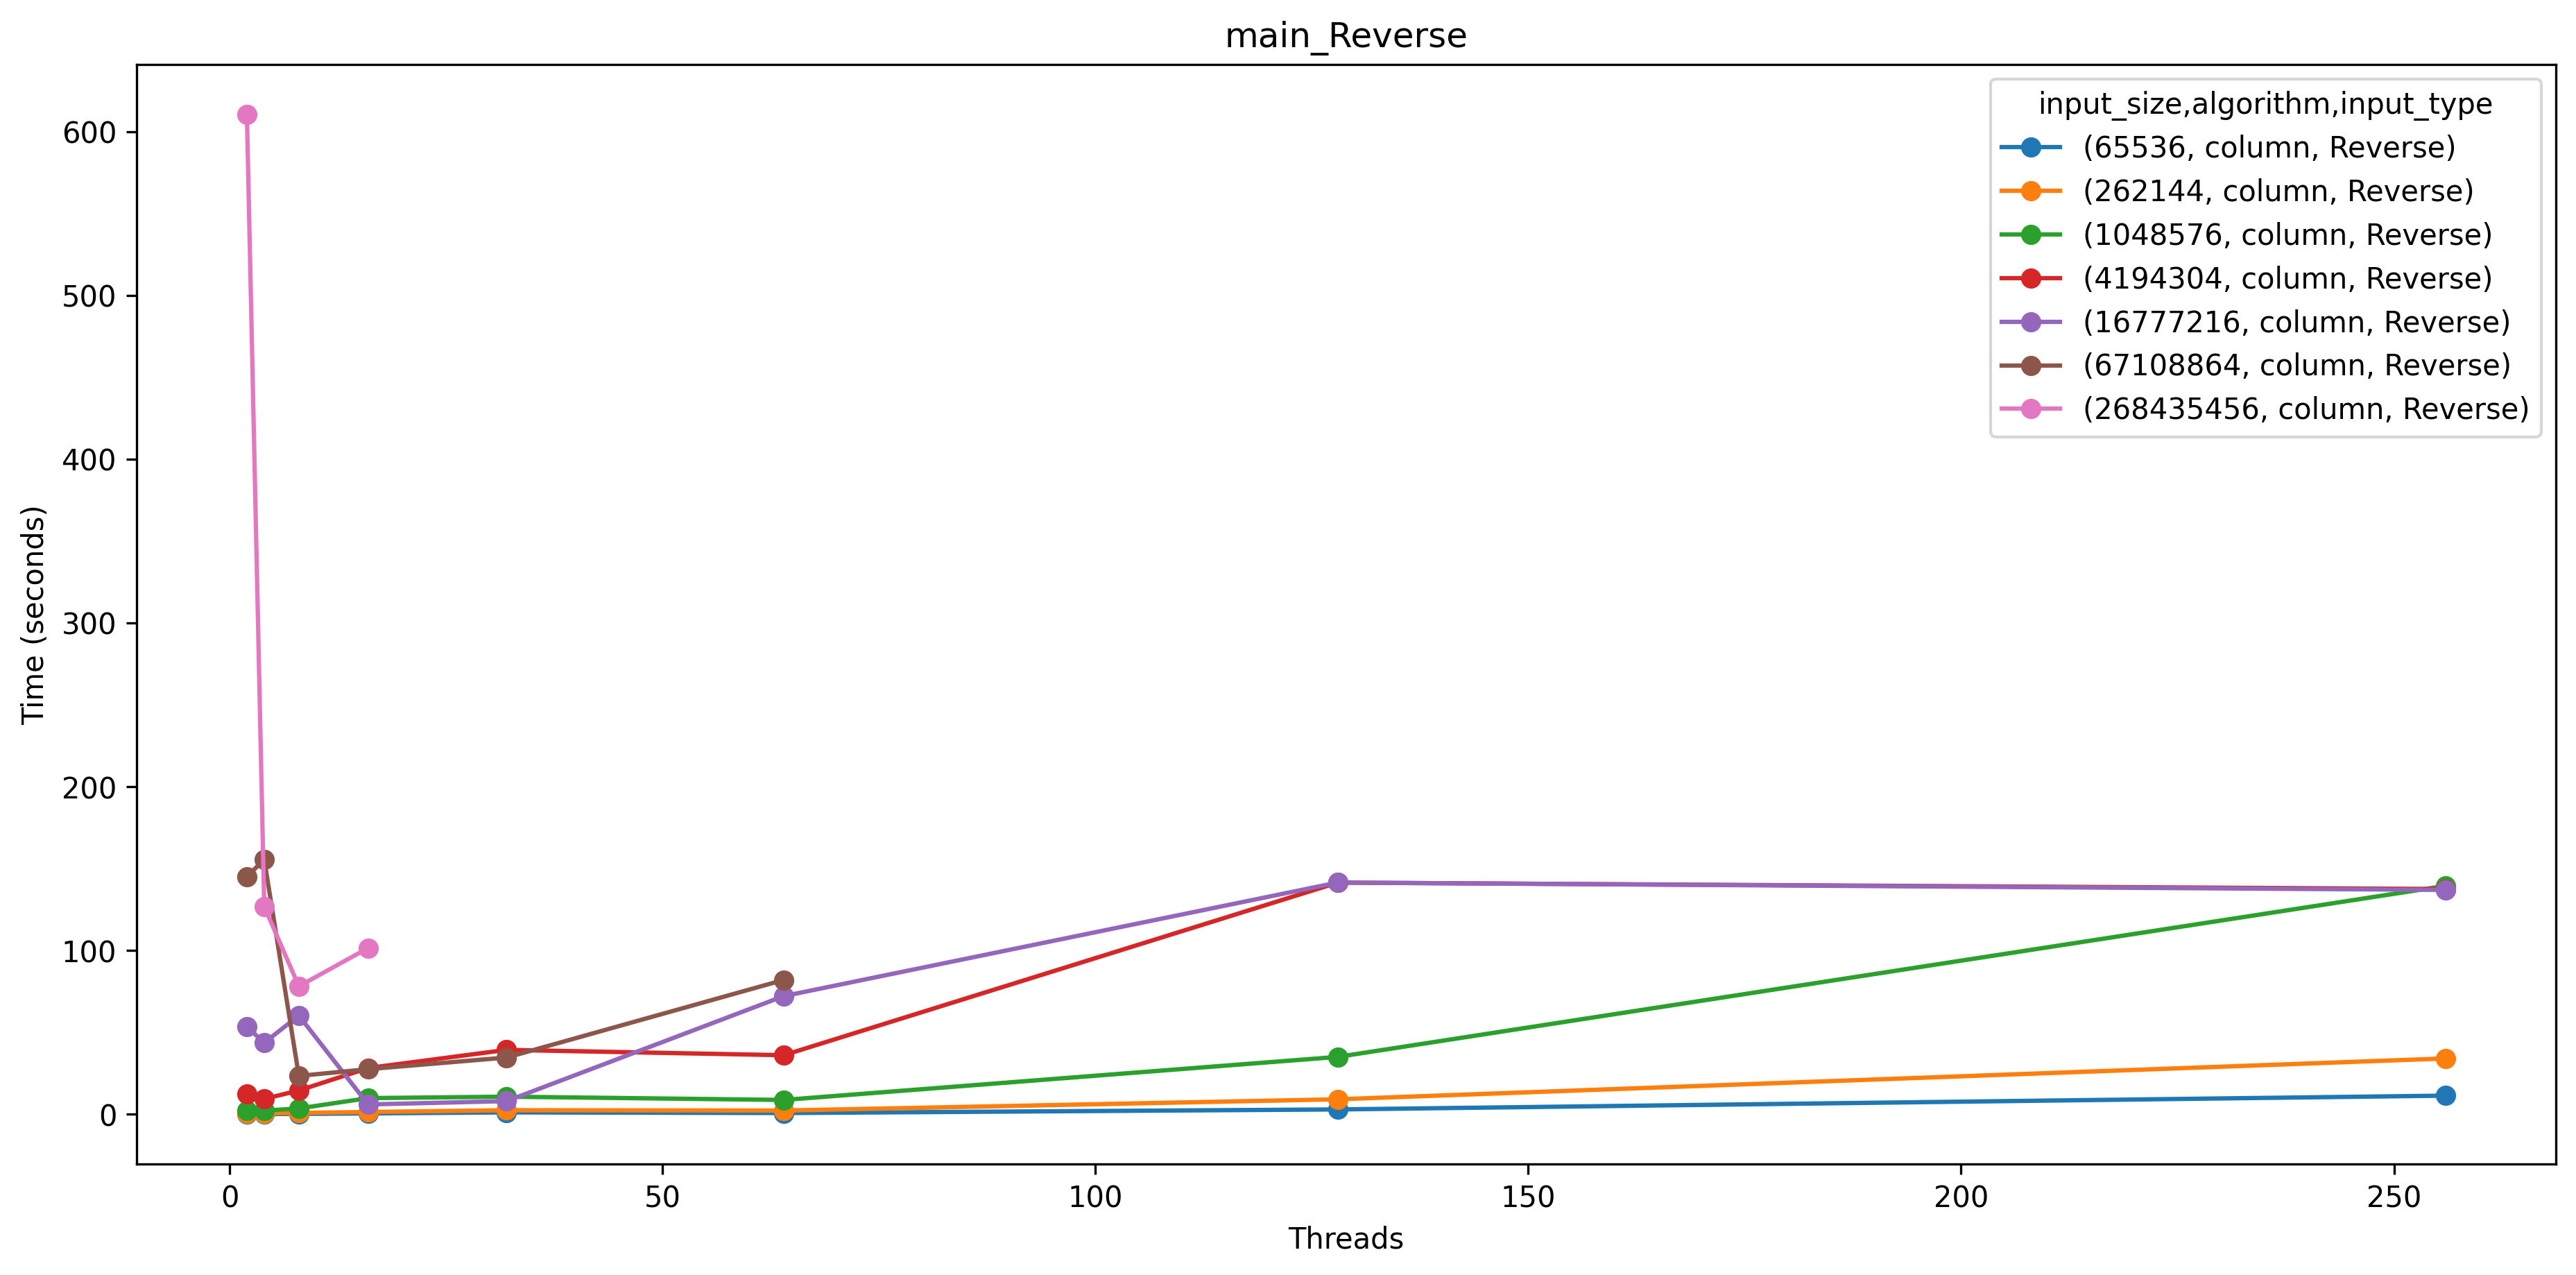 main_Reverse
input_size,algorithm,input_type
(65536, column, Reverse)
(262144, column, Reverse)
(1048576, column, Reverse)
(4194304, column, Reverse)
(16777216, column, Reverse)
(67108864, column, Reverse)
(268435456, column, Reverse)
Time (seconds)
600
500
400
300
200
100
0
0 50 100 150 200 250
Threads